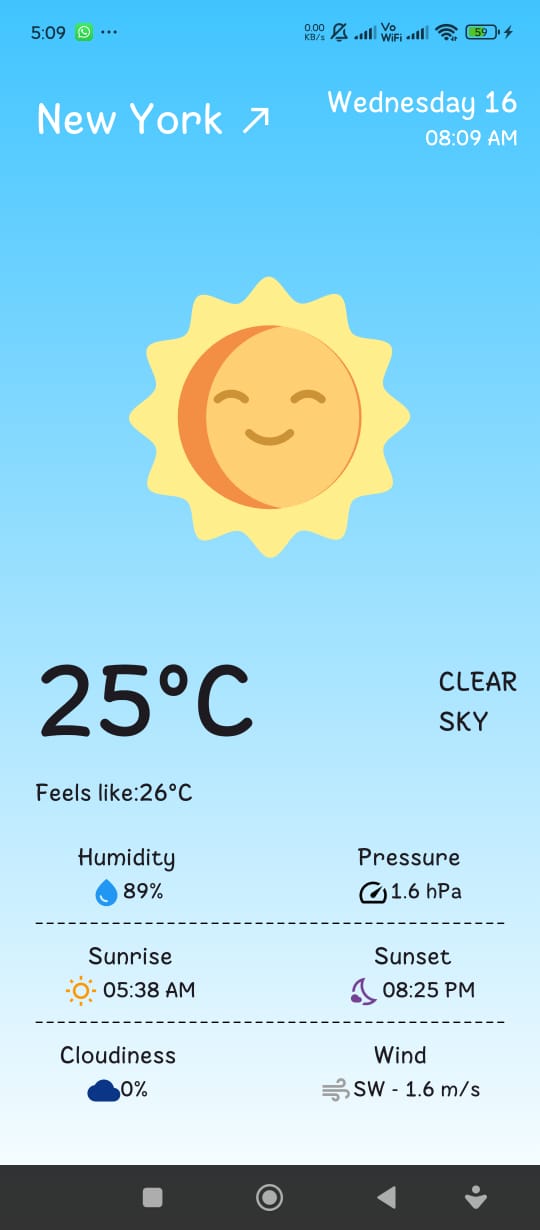 5:09 ... 0.00 KB/s Vo WiFi 59
New York ↗
Wednesday 16
08:09 AM
25°C
CLEAR
SKY
Feels like:26°C
Humidity Pressure
89% 1.6 hPa
Sunrise Sunset
05:38 AM 08:25 PM
Cloudiness Wind
0% SW - 1.6 m/s